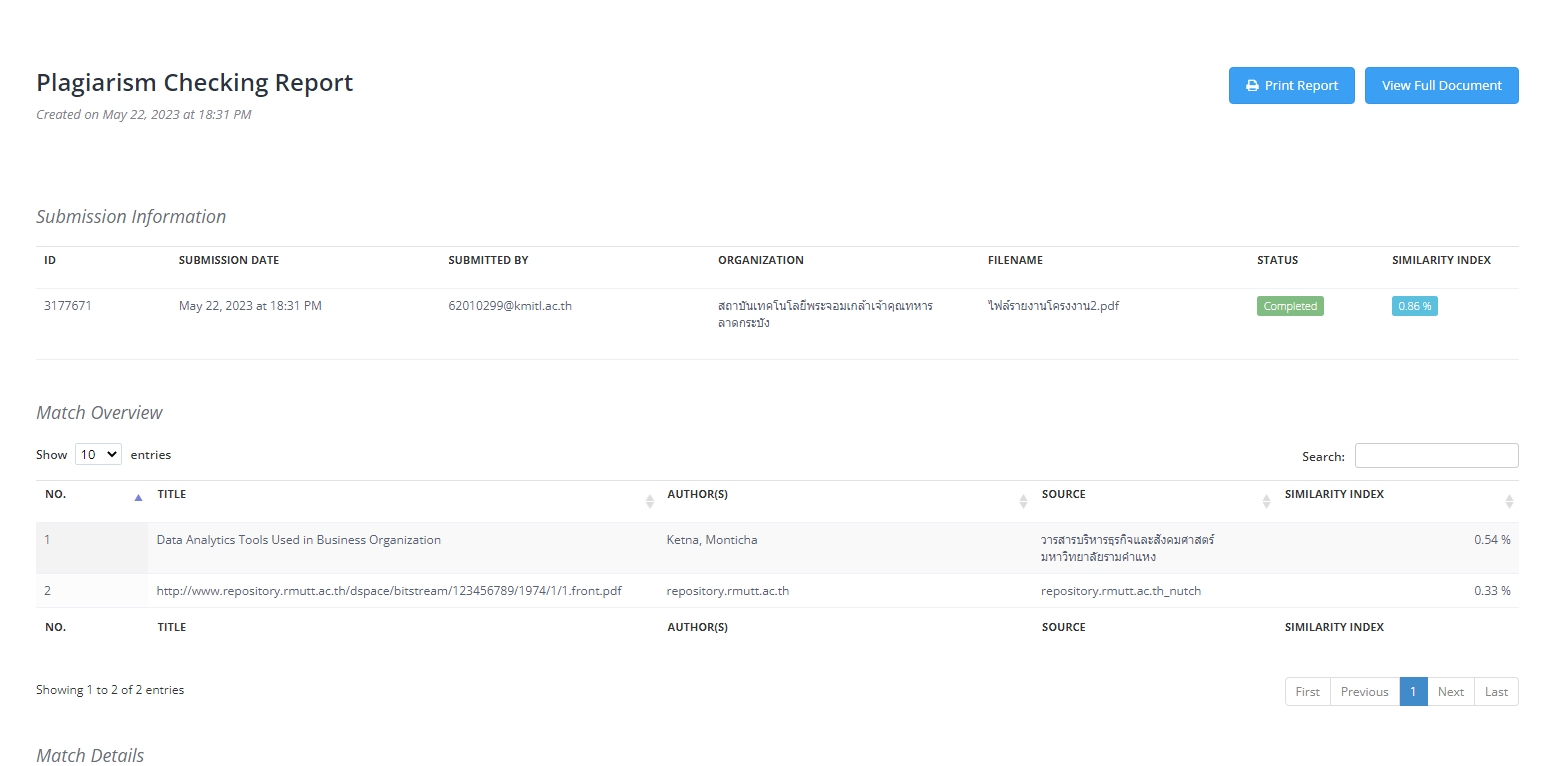 Plagiarism Checking Report
Print Report
View Full Document
Created on May 22, 2023 at 18:31 PM
Submission Information
ID SUBMISSION DATE SUBMITTED BY ORGANIZATION FILENAME STATUS SIMILARITY INDEX
3177671 May 22, 2023 at 18:31 PM 62010299@kmitl.ac.th สถาบันเทคโนโลยีพระจอมเกล้าเจ้าคุณทหาร ไฟล์รายงานโครงงาน2.pdf Completed 0.86 %
ลาดกระบัง
Match Overview
Show 10 entries
Search:
NO. TITLE AUTHOR(S) SOURCE SIMILARITY INDEX
1 Data Analytics Tools Used in Business Organization Ketna, Monticha วารสารบริหารธุรกิจและสังคมศาสตร์ 0.54 %
มหาวิทยาลัยรามคำแหง
2 http://www.repository.rmutt.ac.th/dspace/bitstream/123456789/1974/1/1.front.pdf repository.rmutt.ac.th repository.rmutt.ac.th_nutch 0.33 %
NO. TITLE AUTHOR(S) SOURCE SIMILARITY INDEX
Showing 1 to 2 of 2 entries
First Previous 1 Next Last
Match Details